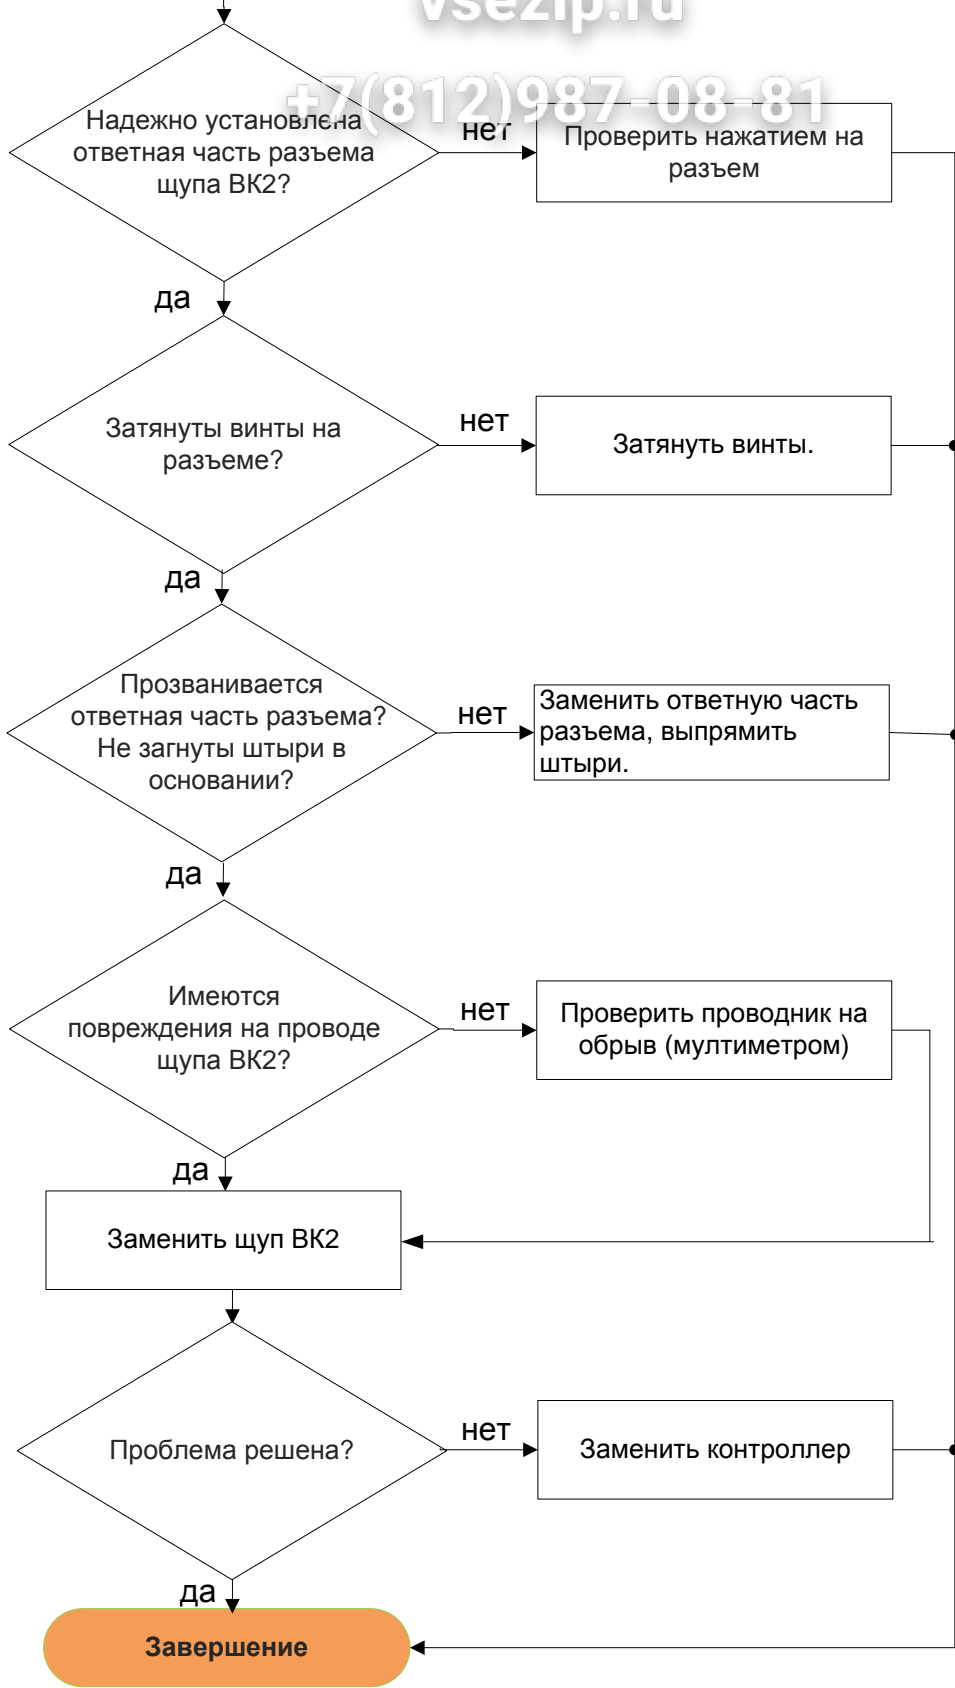 vsezip.ru
+7(812)987-08-81
Надежно установлена
ответная часть разъема
щупа ВК2?
нет
Проверить нажатием на
разъем
да
Затянуты винты на
разъеме?
нет
Затянуть винты.
да
Прозванивается
ответная часть разъема?
Не загнуты штыри в
основании?
нет
Заменить ответную часть
разъема, выпрямить
штыри.
да
Имеются
повреждения на проводе
щупа ВК2?
нет
Проверить проводник на
обрыв (мултиметром)
да
Заменить щуп ВК2
Проблема решена?
нет
Заменить контроллер
да
Завершение